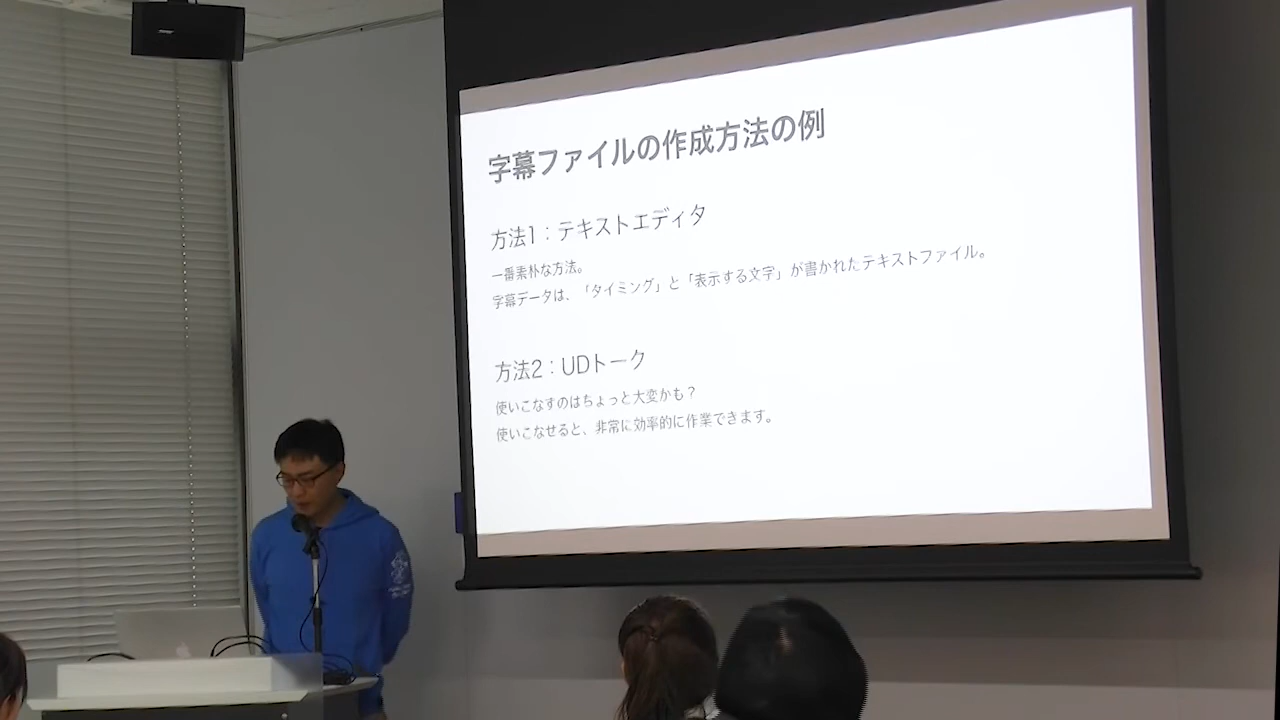 字幕ファイルの作成方法の例
方法1：テキストエディタ
一番素朴な方法。
字幕データは、「タイミング」と「表示する文字」が書かれたテキストファイル。
方法2：UDトーク
使いこなすのはちょっと大変かも？
使いこなせると、非常に効率的に作業できます。